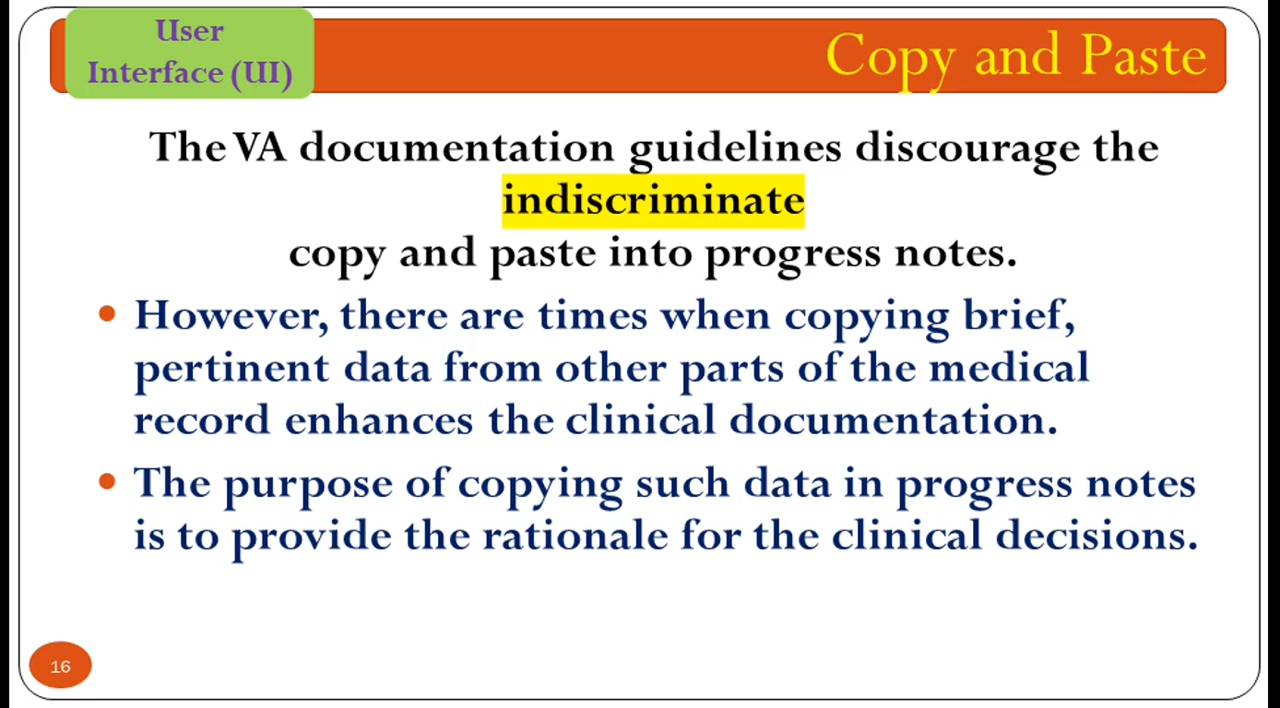 User
Interface (UI)
Copy and Paste
The VA documentation guidelines discourage the
indiscriminate
copy and paste into progress notes.
• However, there are times when copying brief,
pertinent data from other parts of the medical
record enhances the clinical documentation.
• The purpose of copying such data in progress notes
is to provide the rationale for the clinical decisions.
16